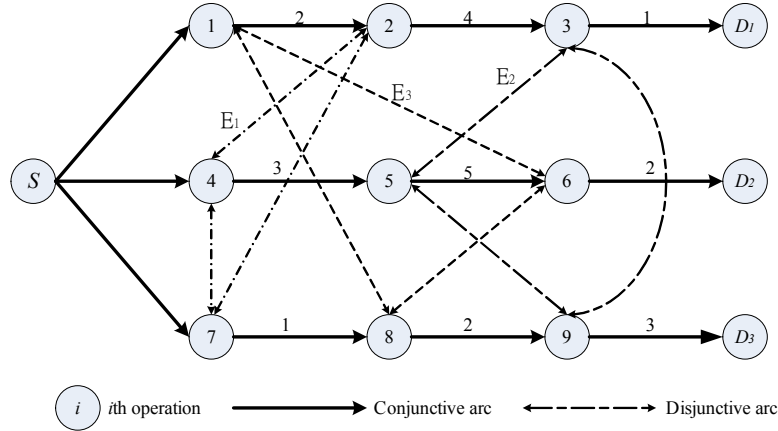 1 2 2 4 3 1 D1
E1 E3 E2
S 4 3 5 5 6 2 D2
7 1 8 2 9 3 D3
i ith operation Conjunctive arc Disjunctive arc